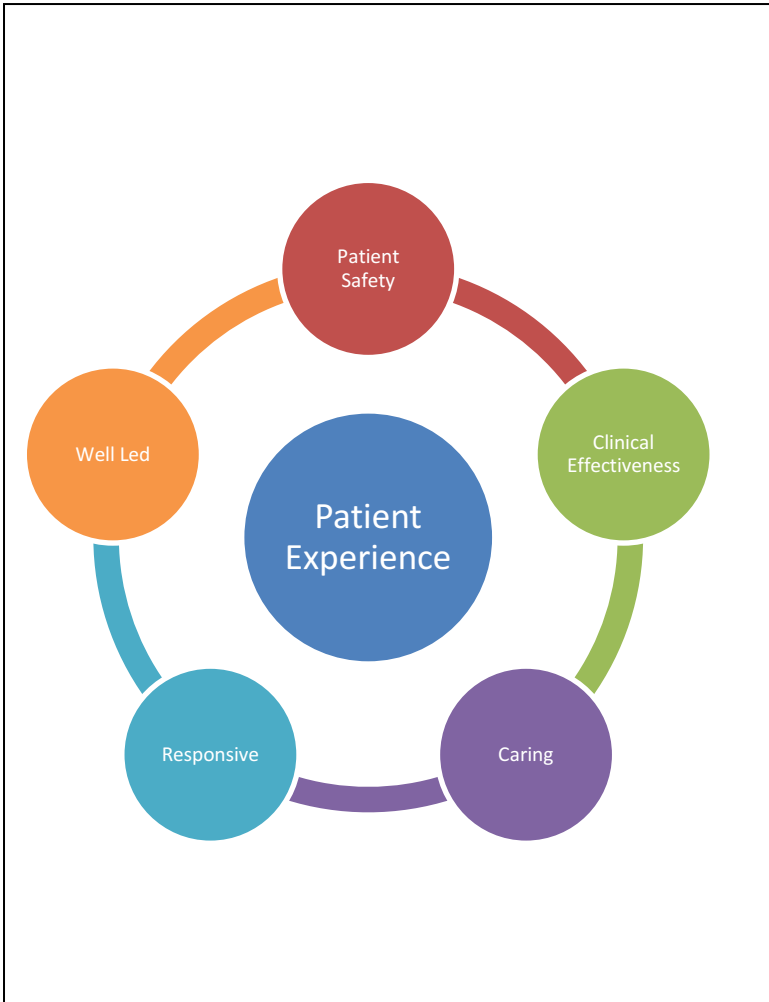 Patient
Safety
Clinical
Effectiveness
Well Led
Patient
Experience
Responsive
Caring